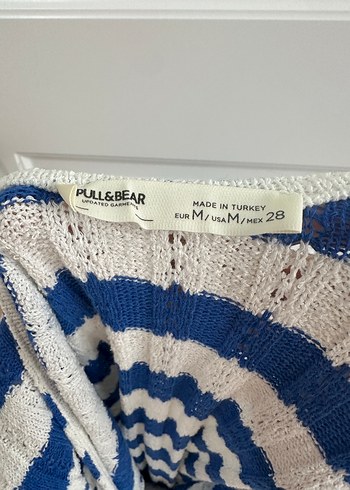 PULL&BEAR
UPDATED GARMENTS
MADE IN TURKEY
EUR M/ USA M/ MEX 28